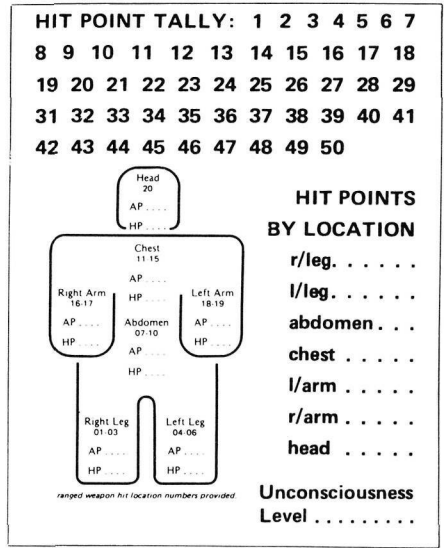 HIT POINT TALLY: 1 2 3 4 5 6 7
8 9 10 11 12 13 14 15 16 17 18
19 20 21 22 23 24 25 26 27 28 29
31 32 33 34 35 36 37 38 39 40 41
42 43 44 45 46 47 48 49 50
Head
20
AP ....
HP ....
Chest
11-15
AP ....
HP ....
Right Arm
16-17
AP ....
HP ....
Left Arm
18-19
AP ....
HP ....
Abdomen
07-10
AP ....
HP ....
Right Leg
01-03
AP ....
HP ....
Left Leg
04-06
AP ....
HP ....
ranged weapon hit location numbers provided
HIT POINTS
BY LOCATION
r/leg. . . . . .
l/leg. . . . . .
abdomen . . .
chest . . . . .
l/arm . . . . .
r/arm . . . . .
head . . . . .
Unconsciousness
Level . . . . . . . . .